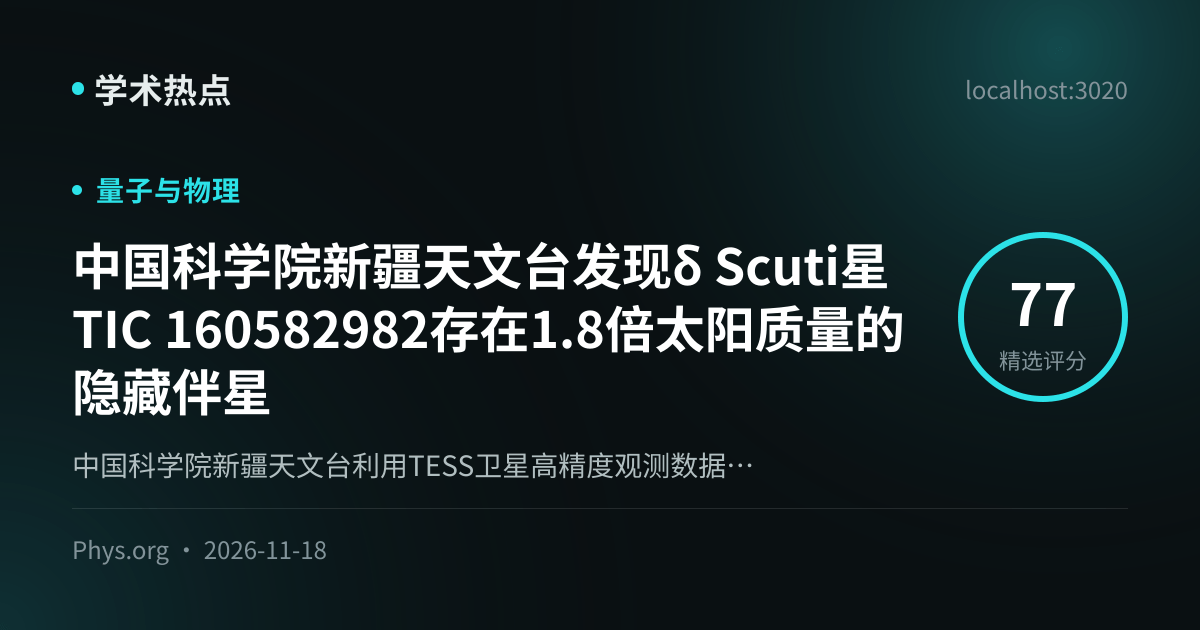 学术热点
localhost:3020
量子与物理
中国科学院新疆天文台发现δ Scuti星
TIC 160582982存在1.8倍太阳质量的
隐藏伴星
77
精选评分
中国科学院新疆天文台利用TESS卫星高精度观测数据…
Phys.org · 2026-11-18